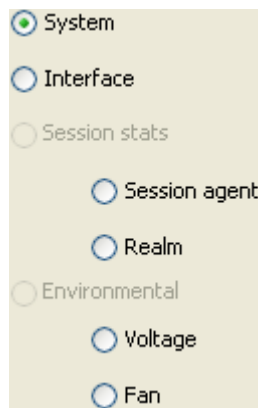 System
Interface
Session stats
Session agent
Realm
Environmental
Voltage
Fan